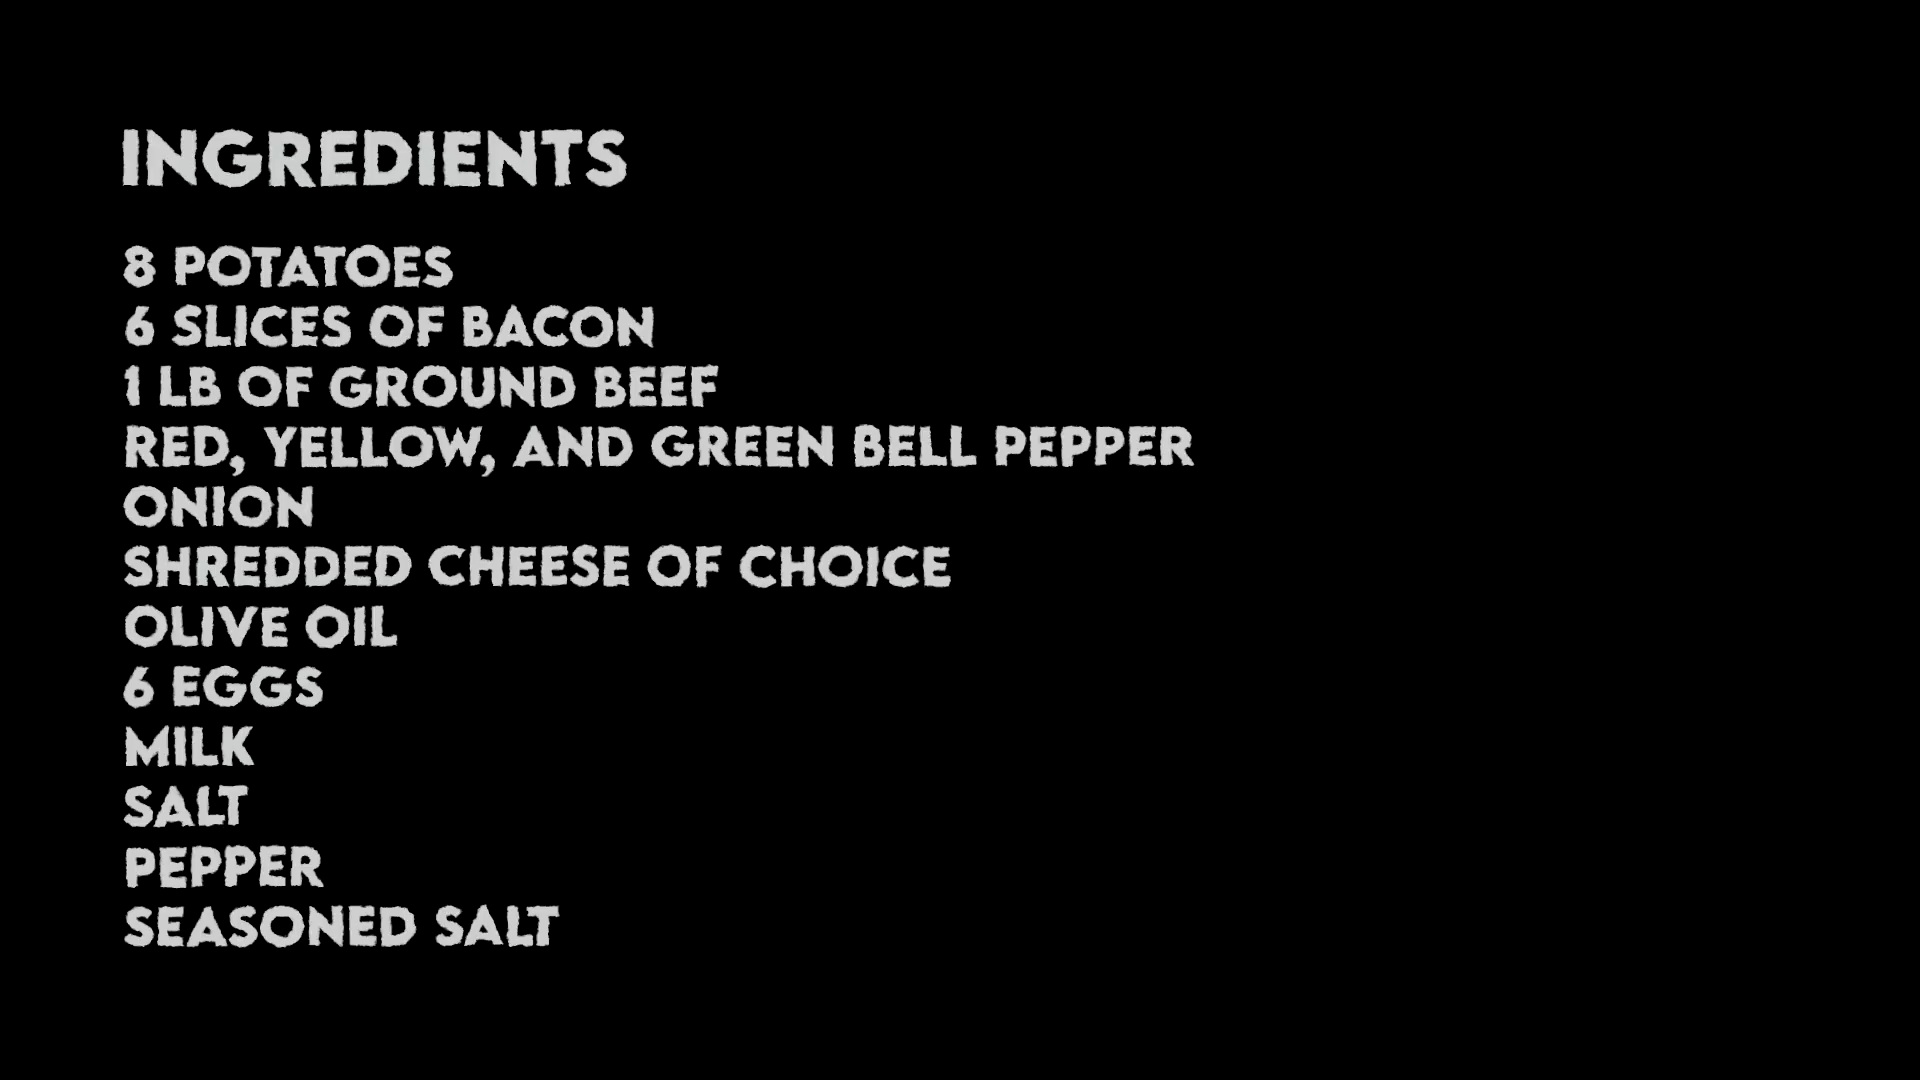 INGREDIENTS
8 POTATOES
6 SLICES OF BACON
1 LB OF GROUND BEEF
RED, YELLOW, AND GREEN BELL PEPPER
ONION
SHREDDED CHEESE OF CHOICE
OLIVE OIL
6 EGGS
MILK
SALT
PEPPER
SEASONED SALT